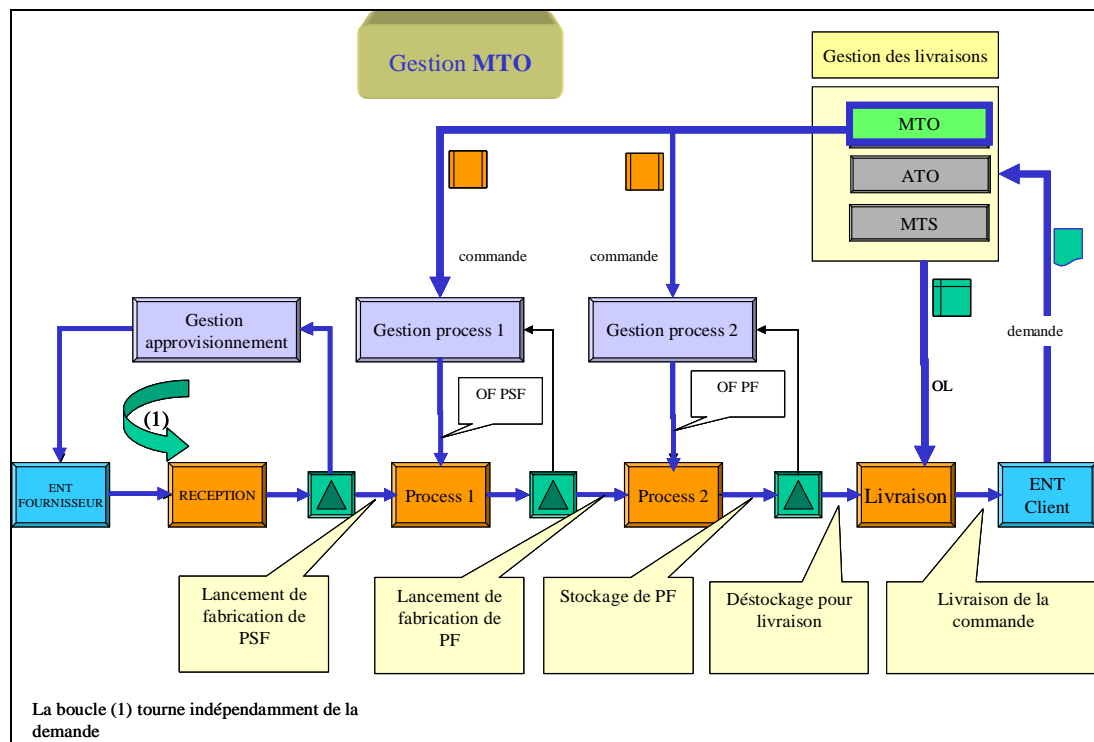 Gestion MTO
Gestion des livraisons
MTO
ATO
MTS
commande
commande
demande
Gestion
approvisionnement
Gestion process 1
Gestion process 2
OF PSF
OF PF
OL
(1)
ENT
FOURNISSEUR
RECEPTION
Process 1
Process 2
Livraison
ENT
Client
Lancement de
fabrication de
PSF
Lancement de
fabrication de
PF
Stockage de PF
Déstockage pour
livraison
Livraison de la
commande
La boucle (1) tourne indépendamment de la
demande